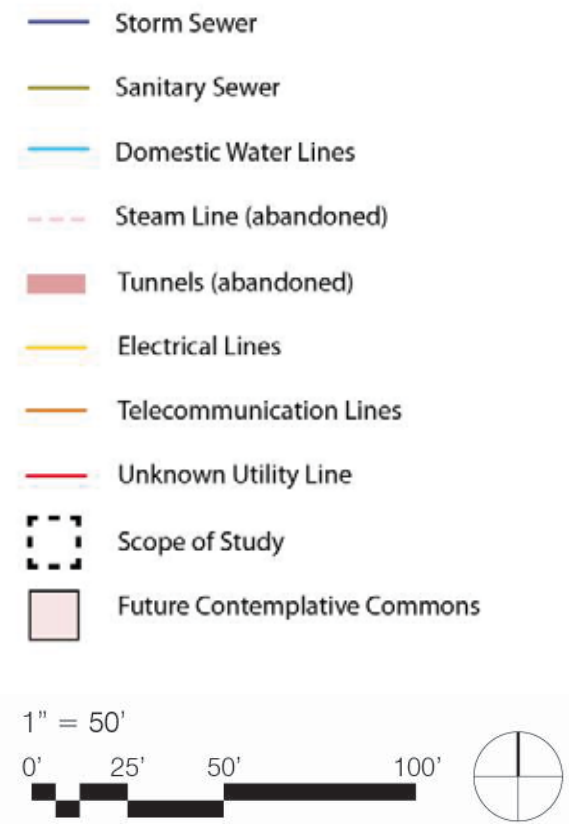 Storm Sewer
Sanitary Sewer
Domestic Water Lines
Steam Line (abandoned)
Tunnels (abandoned)
Electrical Lines
Telecommunication Lines
Unknown Utility Line
Scope of Study
Future Contemplative Commons
1” = 50’
0’ 25’ 50’ 100’